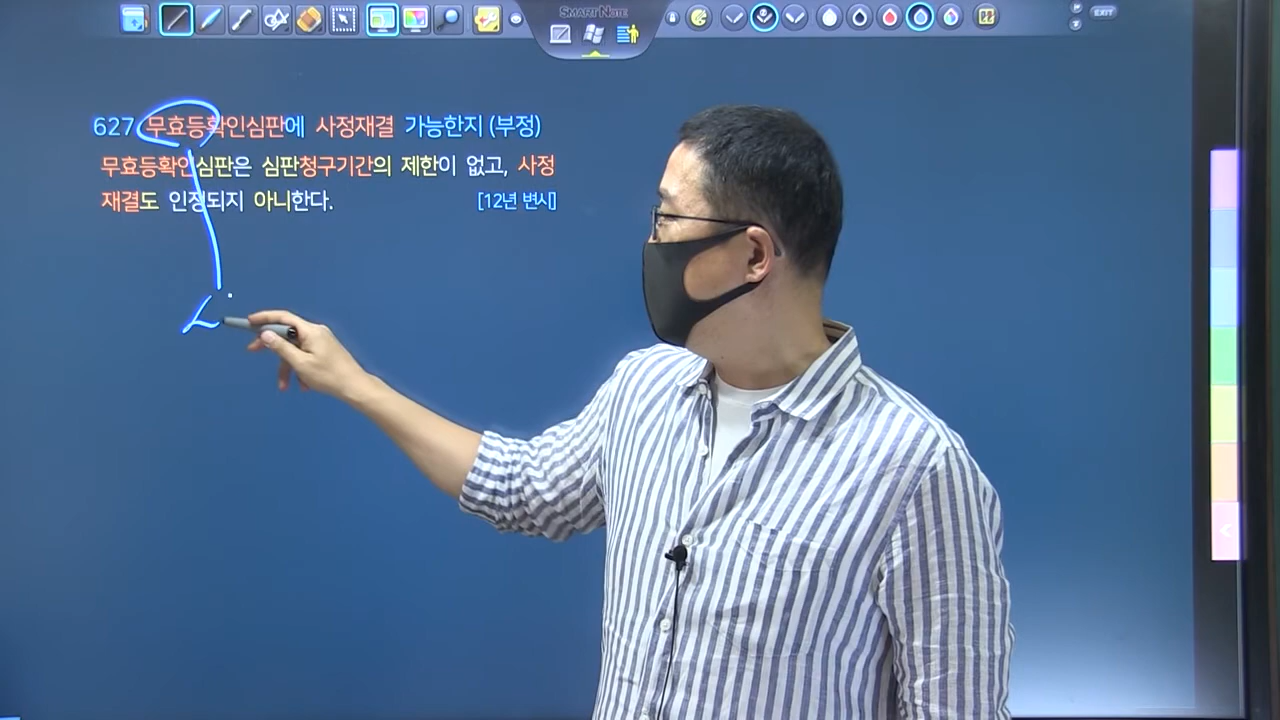 SMART NOTE
EXIT
627 무효등확인심판에 사정재결 가능한지 (부정)
무효등확인심판은 심판청구기간의 제한이 없고, 사정
재결도 인정되지 아니한다. [12년 변시]